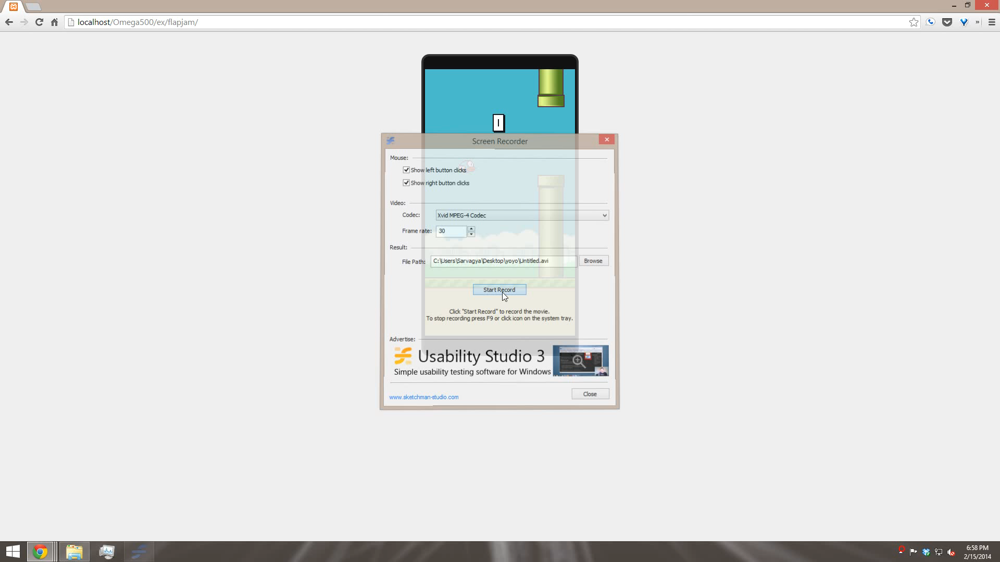 localhost/Omega500/ex/flapjam/
Screen Recorder
Mouse:
Show left button clicks
Show right button clicks
Video:
Codec:
Xvid MPEG-4 Codec
Frame rate:
30
Result:
File Path:
C:\Users\Sarvagya\Desktop\yoyo\Untitled.avi
Browse
Start Record
Click "Start Record" to record the movie.
To stop recording press F9 or click icon on the system tray.
Advertise:
Usability Studio 3
Simple usability testing software for Windows
www.sketchman-studio.com
Close
6:58 PM
2/15/2014